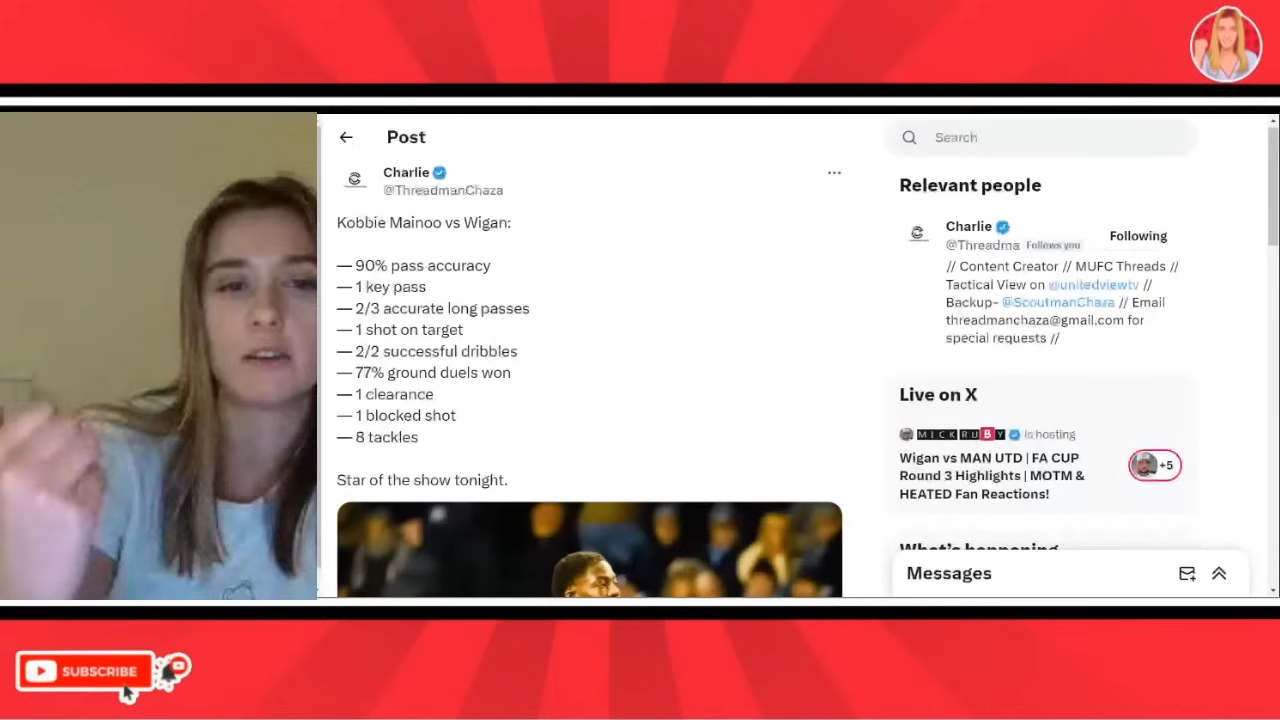 Post
Charlie
@ThreadmanChaza
Kobbie Mainoo vs Wigan:
— 90% pass accuracy
— 1 key pass
— 2/3 accurate long passes
— 1 shot on target
— 2/2 successful dribbles
— 77% ground duels won
— 1 clearance
— 1 blocked shot
— 8 tackles
Star of the show tonight.
Search
Relevant people
Charlie
@Threadma Follows you
Following
// Content Creator // MUFC Threads //
Tactical View on @unitedviewtv //
Backup- @ScoutmanChaza // Email
threadmanchaza@gmail.com for
special requests //
Live on X
MICKRUBY is hosting
Wigan vs MAN UTD | FA CUP
Round 3 Highlights | MOTM &
HEATED Fan Reactions!
+5
What's happening
Messages
SUBSCRIBE